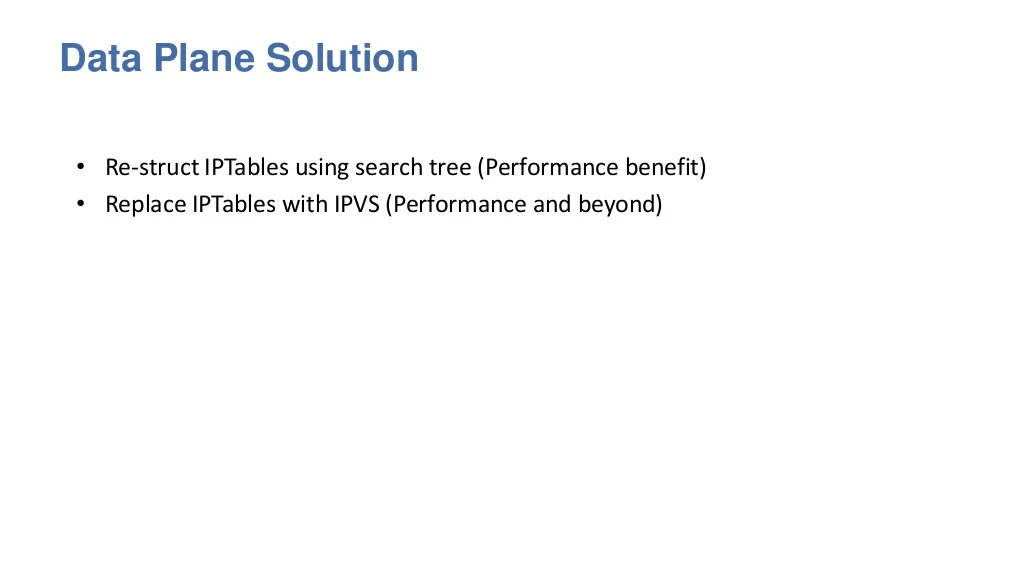 Data Plane Solution
• Re-struct IPTables using search tree (Performance benefit)
• Replace IPTables with IPVS (Performance and beyond)